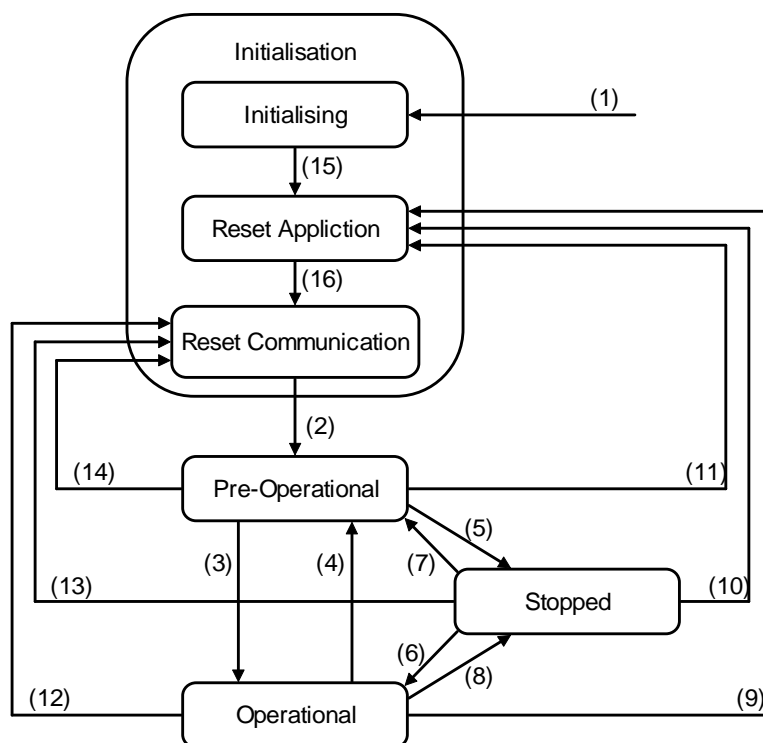 Initialisation
(1)
Initialising
(15)
Reset Appliction
(16)
Reset Communication
(2)
(14)
Pre-Operational
(11)
(5)
(3)
(4)
(7)
(13)
Stopped
(10)
(6)
(8)
(12)
Operational
(9)